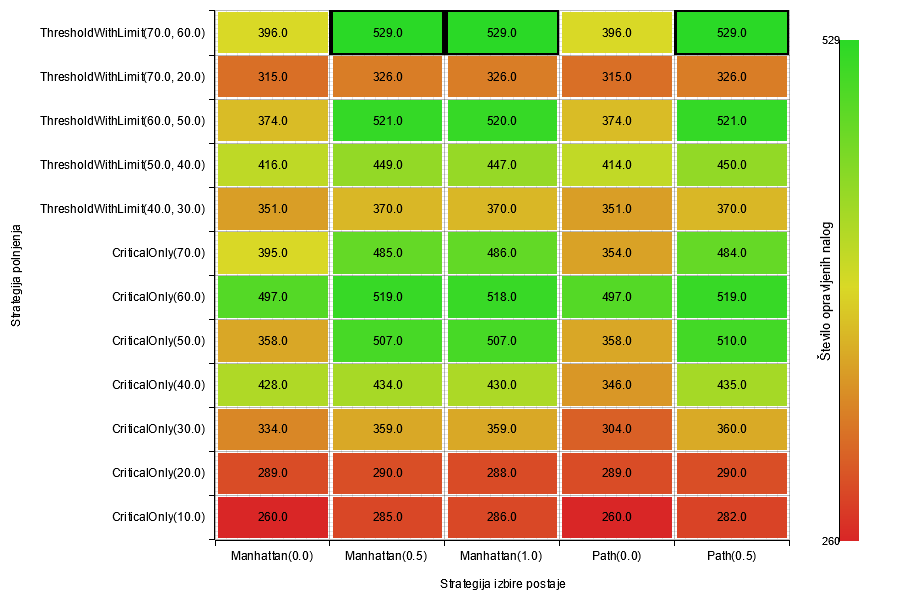 ThresholdWithLimit(70.0, 60.0) 396.0 529.0 529.0 396.0 529.0
ThresholdWithLimit(70.0, 20.0) 315.0 326.0 326.0 315.0 326.0
ThresholdWithLimit(60.0, 50.0) 374.0 521.0 520.0 374.0 521.0
ThresholdWithLimit(50.0, 40.0) 416.0 449.0 447.0 414.0 450.0
ThresholdWithLimit(40.0, 30.0) 351.0 370.0 370.0 351.0 370.0
CriticalOnly(70.0) 395.0 485.0 486.0 354.0 484.0
CriticalOnly(60.0) 497.0 519.0 518.0 497.0 519.0
CriticalOnly(50.0) 358.0 507.0 507.0 358.0 510.0
CriticalOnly(40.0) 428.0 434.0 430.0 346.0 435.0
CriticalOnly(30.0) 334.0 359.0 359.0 304.0 360.0
CriticalOnly(20.0) 289.0 290.0 288.0 289.0 290.0
CriticalOnly(10.0) 260.0 285.0 286.0 260.0 282.0
Manhattan(0.0) Manhattan(0.5) Manhattan(1.0) Path(0.0) Path(0.5)
Strategija izbire postaje
Strategija polnjenja
529
260
Število opravljenih nalog